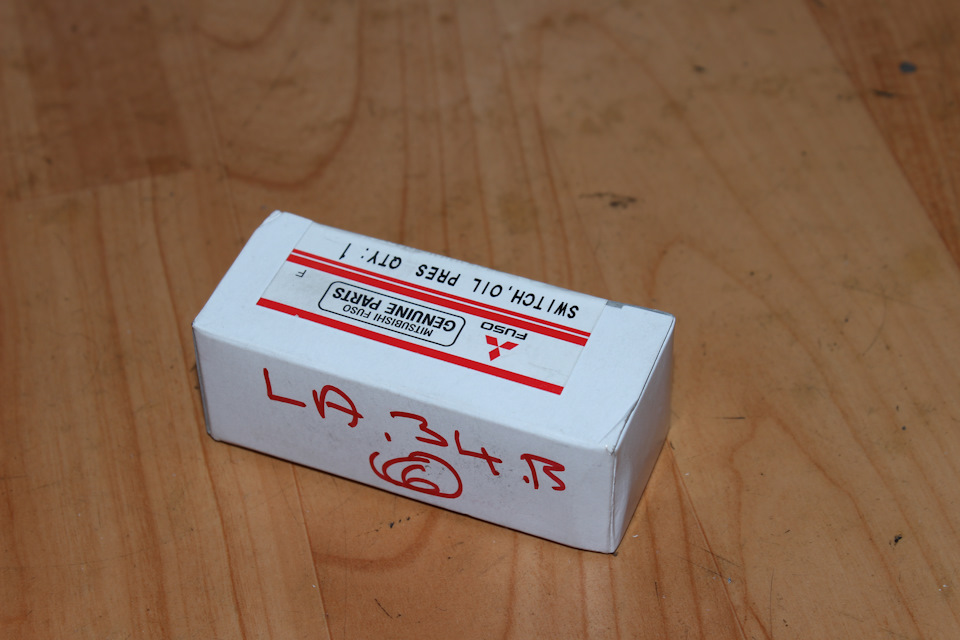 SWITCH,OIL PRES QTY: 1
F
MITSUBISHI FUSO
GENUINE PARTS
FUSO
LA.34.B